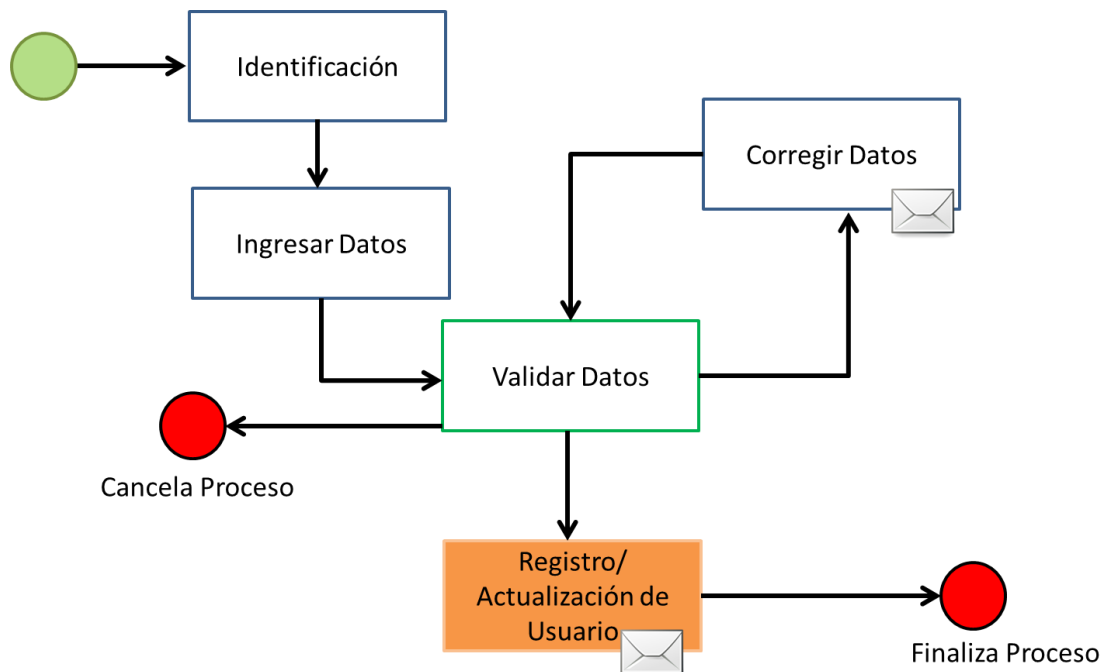 Identificación
Corregir Datos
Ingresar Datos
Validar Datos
Cancela Proceso
Registro/
Actualización de
Usuario
Finaliza Proceso